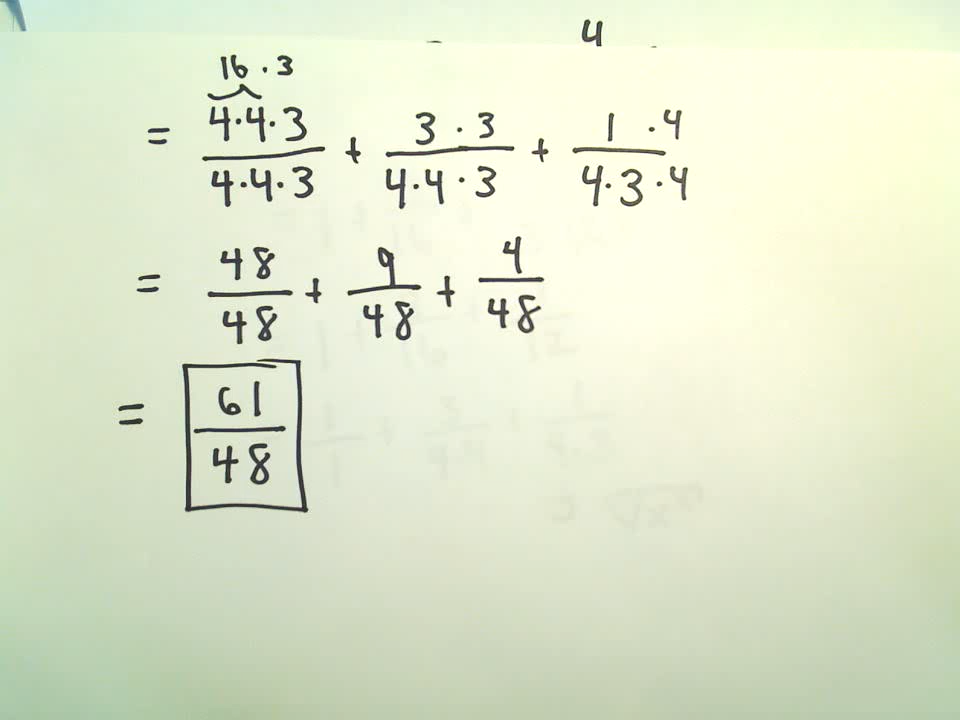 4
16 · 3
= 4·4·3/4·4·3 + 3·3/4·4·3 + 1·4/4·3·4
= 48/48 + 9/48 + 4/48
= 61/48